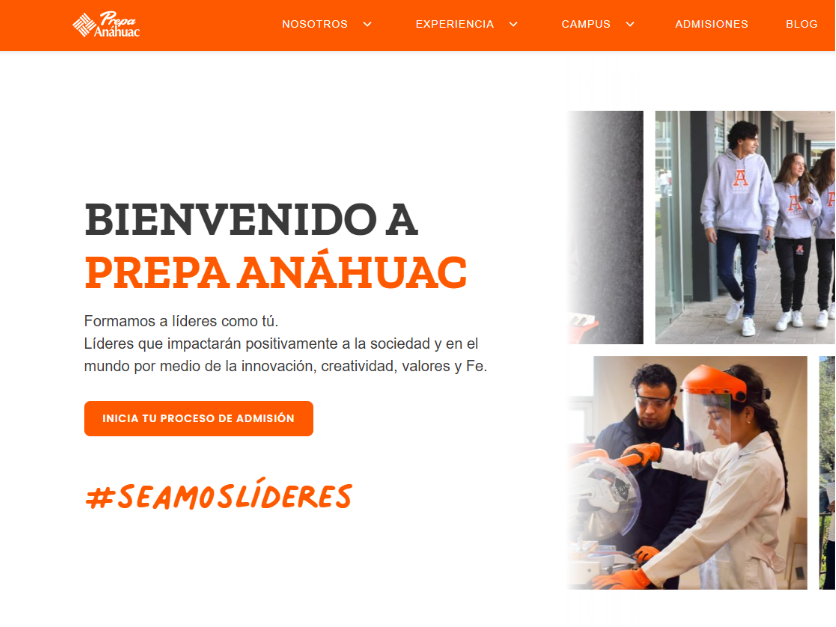 Prepa
Anáhuac
NOSOTROS
EXPERIENCIA
CAMPUS
ADMISIONES
BLOG
BIENVENIDO A
PREPA ANÁHUAC
Formamos a líderes como tú.
Líderes que impactarán positivamente a la sociedad y en el
mundo por medio de la innovación, creatividad, valores y Fe.
INICIA TU PROCESO DE ADMISIÓN
#SEAMOSLÍDERES
A
A
A